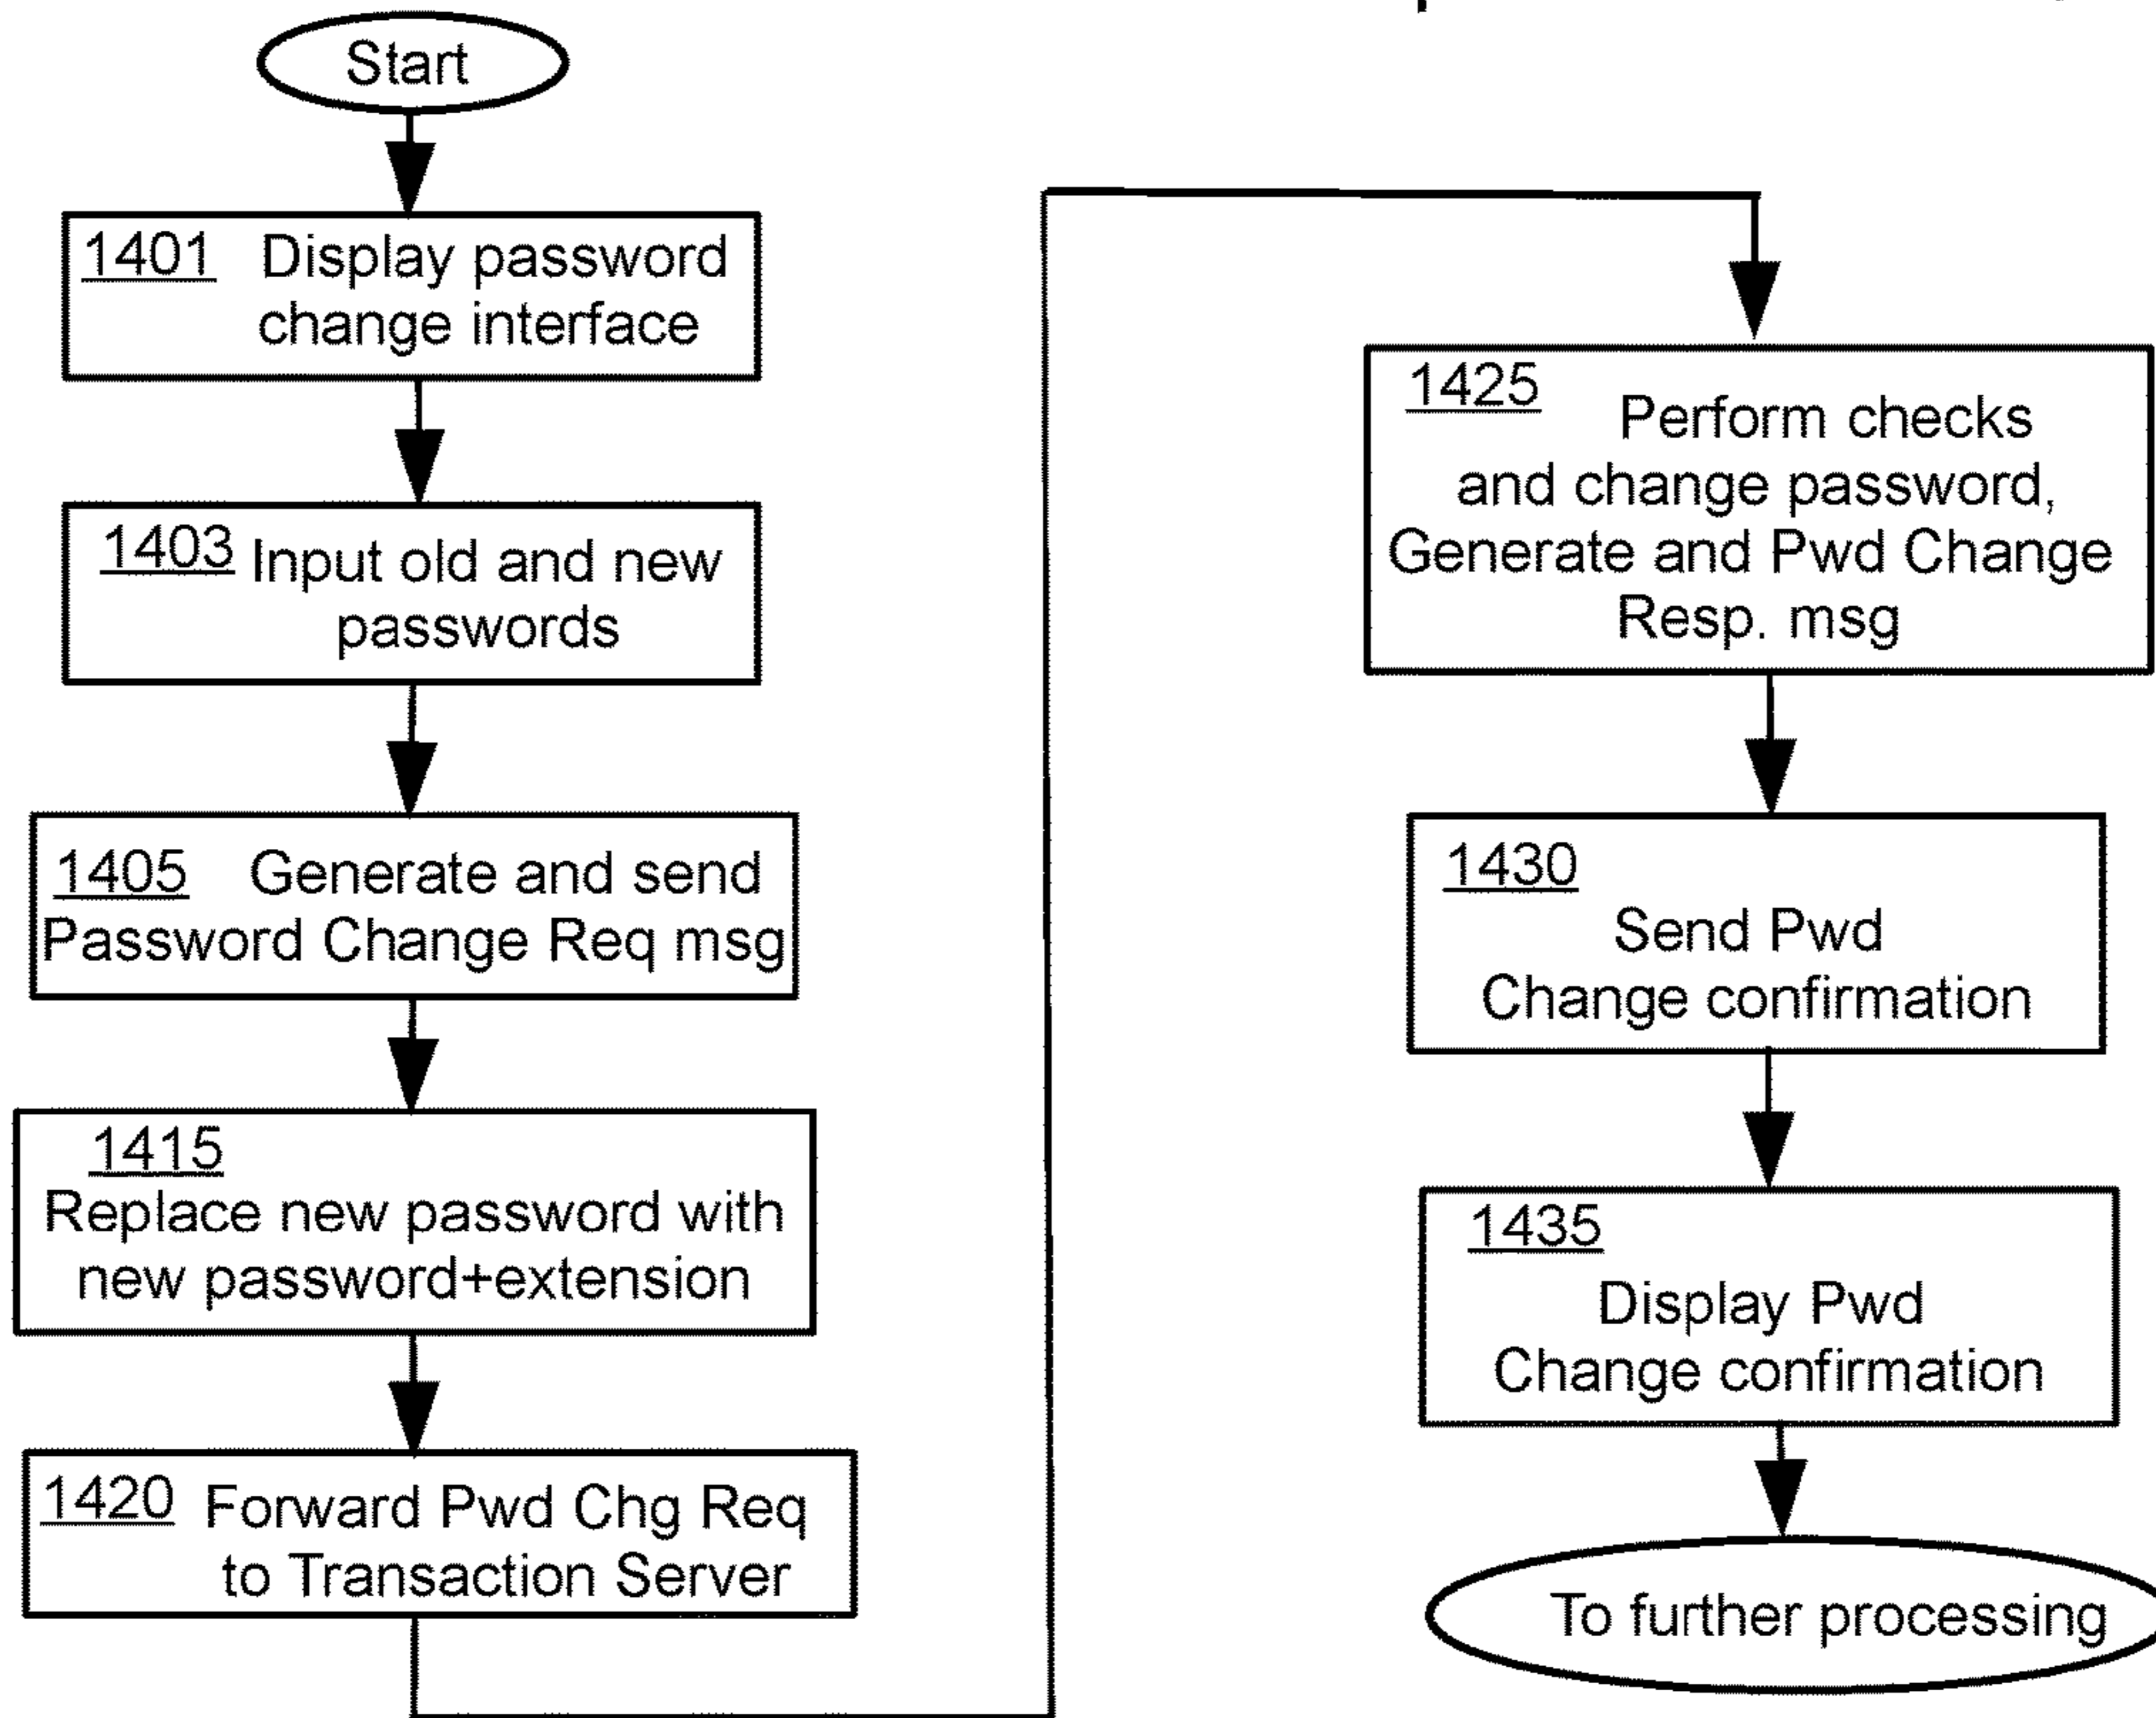 Start
1401 Display password
change interface
1403 Input old and new
passwords
1405 Generate and send
Password Change Req msg
1415
Replace new password with
new password+extension
1420 Forward Pwd Chg Req
to Transaction Server
1425 Perform checks
and change password,
Generate and Pwd Change
Resp. msg
1430
Send Pwd
Change confirmation
1435
Display Pwd
Change confirmation
To further processing